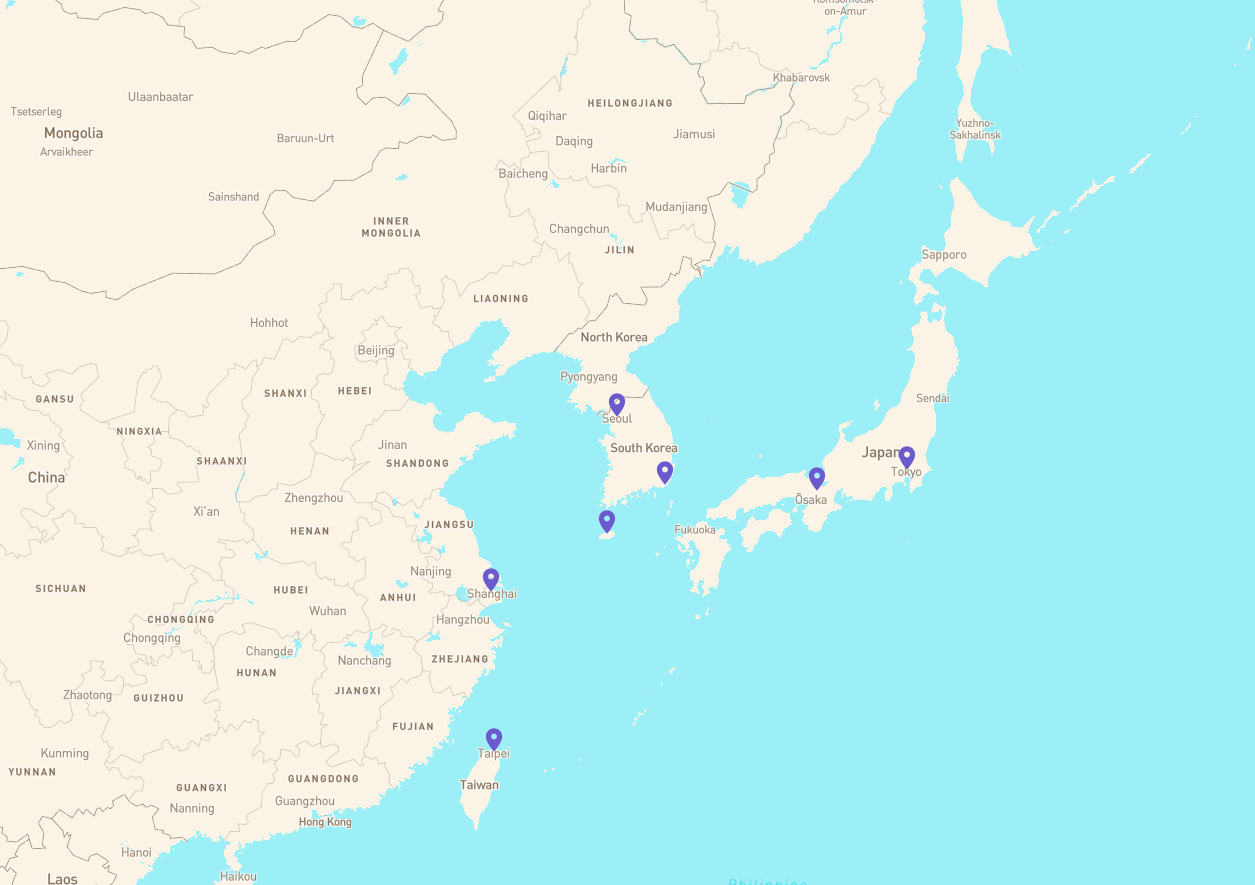 Komsomolsk-
on-Amur
Khabarovsk
Ulaanbaatar
HEILONGJIANG
Tsetserleg
Qiqihar
Mongolia
Baruun-Urt
Jiamusi
Yuzhno-
Sakhalinsk
Daqing
Arvaikheer
Harbin
Baicheng
Sainshand
Mudanjiang
INNER
MONGOLIA
Changchun
JILIN
Sapporo
LIAONING
Hohhot
North Korea
Beijing
Pyongyang
SHANXI
HEBEI
GANSU
Sendai
Seoul
NINGXIA
Xining
Jinan
South Korea
Japan
SHAANXI
SHANDONG
Tokyo
China
Zhengzhou
Ōsaka
Xi'an
JIANGSU
HENAN
Fukuoka
Nanjing
SICHUAN
HUBEI
ANHUI
Shanghai
Wuhan
CHONGQING
Hangzhou
Chongqing
Changde
Nanchang
ZHEJIANG
HUNAN
JIANGXI
Zhaotong
GUIZHOU
FUJIAN
Kunming
Taipei
YUNNAN
GUANGDONG
GUANGXI
Taiwan
Guangzhou
Nanning
Hong Kong
Hanoi
Haikou
Laos
Philippine